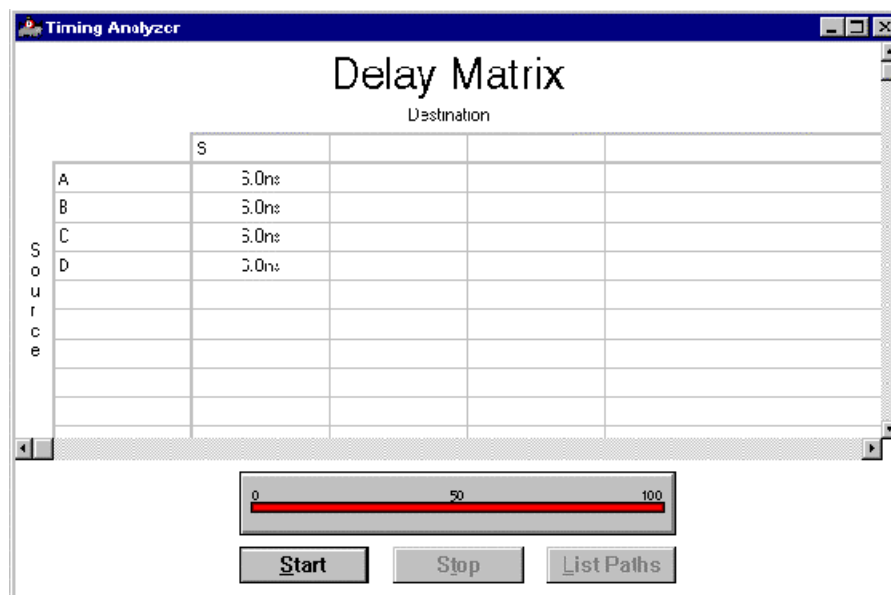 Timing Analyzer
Delay Matrix
Destination
S
A 6.0ns
B 6.0ns
C 6.0ns
D
Source
0 50 100
Start Stop List Paths